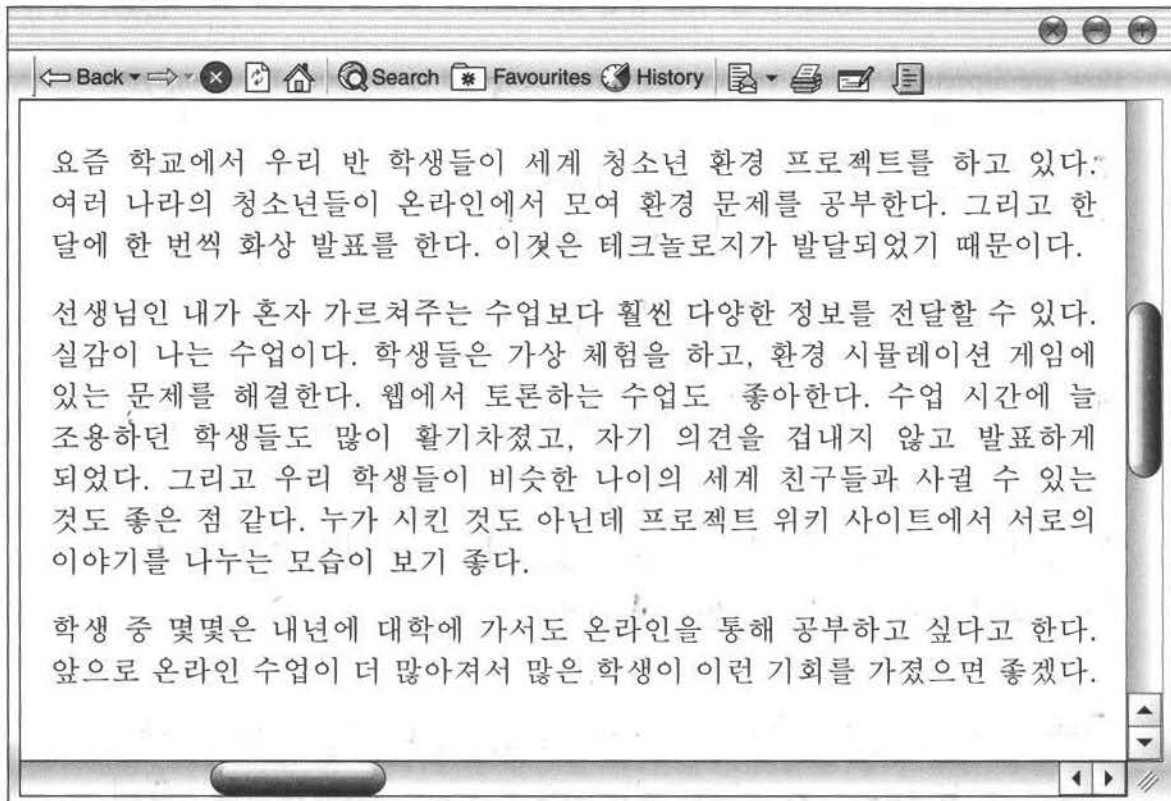 Back Search Favourites History
요즘 학교에서 우리 반 학생들이 세계 청소년 환경 프로젝트를 하고 있다.
여러 나라의 청소년들이 온라인에서 모여 환경 문제를 공부한다. 그리고 한
달에 한 번씩 화상 발표를 한다. 이것은 테크놀로지가 발달되었기 때문이다.
선생님인 내가 혼자 가르쳐주는 수업보다 훨씬 다양한 정보를 전달할 수 있다.
실감이 나는 수업이다. 학생들은 가상 체험을 하고, 환경 시뮬레이션 게임에
있는 문제를 해결한다. 웹에서 토론하는 수업도 좋아한다. 수업 시간에 늘
조용하던 학생들도 많이 활기차졌고, 자기 의견을 겁내지 않고 발표하게
되었다. 그리고 우리 학생들이 비슷한 나이의 세계 친구들과 사귈 수 있는
것도 좋은 점 같다. 누가 시킨 것도 아닌데 프로젝트 위키 사이트에서 서로의
이야기를 나누는 모습이 보기 좋다.
학생 중 몇몇은 내년에 대학에 가서도 온라인을 통해 공부하고 싶다고 한다.
앞으로 온라인 수업이 더 많아져서 많은 학생이 이런 기회를 가졌으면 좋겠다.